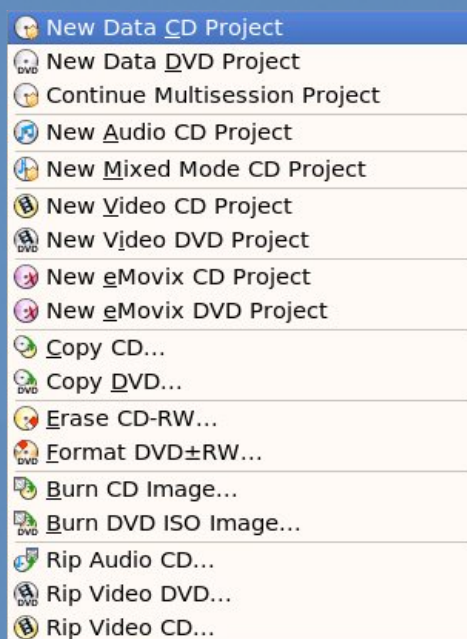 New Data CD Project
New Data DVD Project
Continue Multisession Project
New Audio CD Project
New Mixed Mode CD Project
New Video CD Project
New Video DVD Project
New eMovix CD Project
New eMovix DVD Project
Copy CD...
Copy DVD...
Erase CD-RW...
Format DVD±RW...
Burn CD Image...
Burn DVD ISO Image...
Rip Audio CD...
Rip Video DVD...
Rip Video CD...